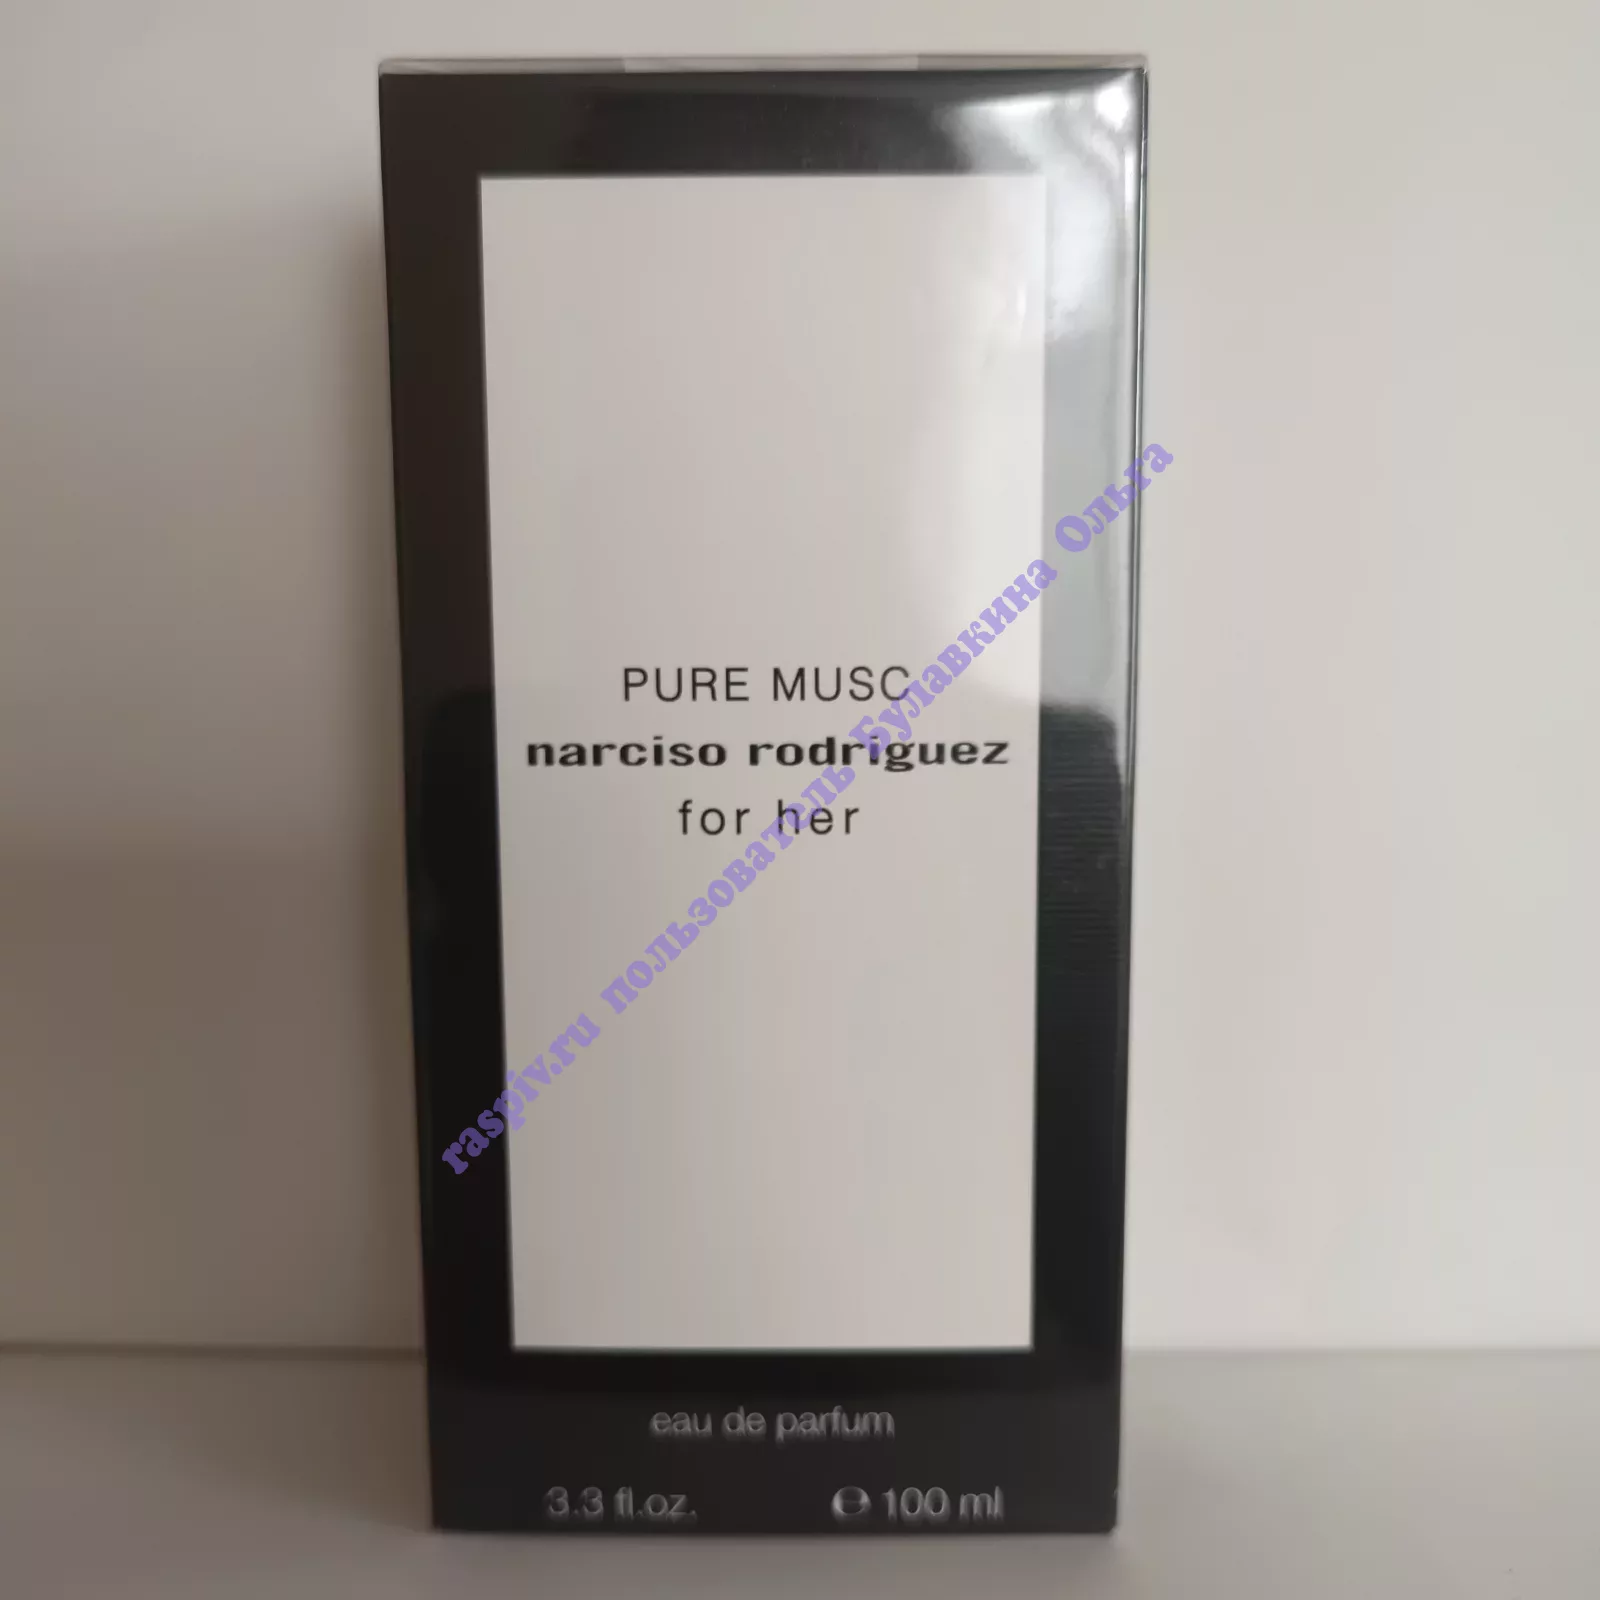 PURE MUSC
narciso rodriguez
for her
raspiv.ru пользователь Булавкина Ольга
eau de parfum
3.3 fl.oz. ℮ 100 ml